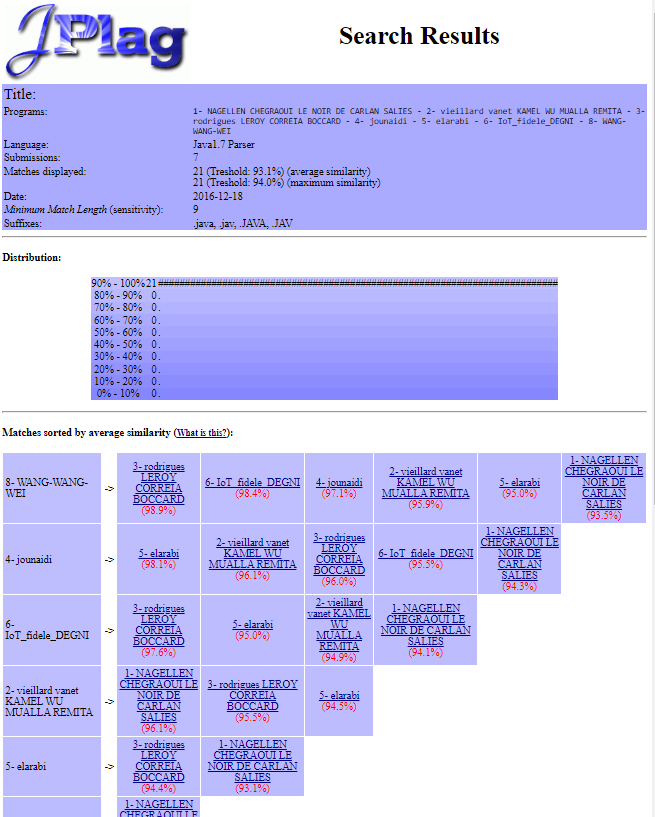 JPlag
Search Results
Title:
Programs: 1- NAGELLEN CHEGRAOUI LE NOIR DE CARLAN SALIES - 2- vieillard vanet KAMEL WU MUALLA REMITA - 3-
rodrigues LEROY CORREIA BOCCARD - 4- jounaidi - 5- elarabi - 6- IoT_fidele_DEGNI - 8- WANG-
WANG-WEI
Language: Java1.7 Parser
Submissions: 7
Matches displayed: 21 (Treshold: 93.1%) (average similarity)
21 (Treshold: 94.0%) (maximum similarity)
Date: 2016-12-18
Minimum Match Length (sensitivity): 9
Suffixes: .java, .jav, .JAVA, .JAV
Distribution:
90% - 100% 21 ####################################################################################
80% - 90% 0 .
70% - 80% 0 .
60% - 70% 0 .
50% - 60% 0 .
40% - 50% 0 .
30% - 40% 0 .
20% - 30% 0 .
10% - 20% 0 .
0% - 10% 0 .
Matches sorted by average similarity (What is this?):
8- WANG-WANG-
WEI
->
3- rodrigues
LEROY
CORREIA
BOCCARD
(98.9%)
6- IoT_fidele_DEGNI
(98.4%)
4- jounaidi
(97.1%)
2- vieillard vanet
KAMEL WU
MUALLA REMITA
(95.9%)
5- elarabi
(95.0%)
1- NAGELLEN
CHEGRAOUI LE
NOIR DE
CARLAN
SALIES
(93.5%)
4- jounaidi
->
5- elarabi
(98.1%)
2- vieillard vanet
KAMEL WU
MUALLA REMITA
(96.1%)
3- rodrigues
LEROY
CORREIA
BOCCARD
(96.0%)
6- IoT_fidele_DEGNI
(95.5%)
1- NAGELLEN
CHEGRAOUI LE
NOIR DE
CARLAN
SALIES
(94.3%)
6-
IoT_fidele_DEGNI
->
3- rodrigues
LEROY
CORREIA
BOCCARD
(97.6%)
5- elarabi
(95.0%)
2- vieillard
vanet KAMEL
WU
MUALLA
REMITA
(94.9%)
1- NAGELLEN
CHEGRAOUI LE
NOIR DE CARLAN
SALIES
(94.1%)
2- vieillard vanet
KAMEL WU
MUALLA REMITA
->
1- NAGELLEN
CHEGRAOUI LE
NOIR DE
CARLAN
SALIES
(96.1%)
3- rodrigues LEROY
CORREIA
BOCCARD
(95.5%)
5- elarabi
(94.5%)
5- elarabi
->
3- rodrigues
LEROY
CORREIA
BOCCARD
(94.4%)
1- NAGELLEN
CHEGRAOUI LE
NOIR DE CARLAN
SALIES
(93.1%)
1- NAGELLEN
CHEGRAOUI LE